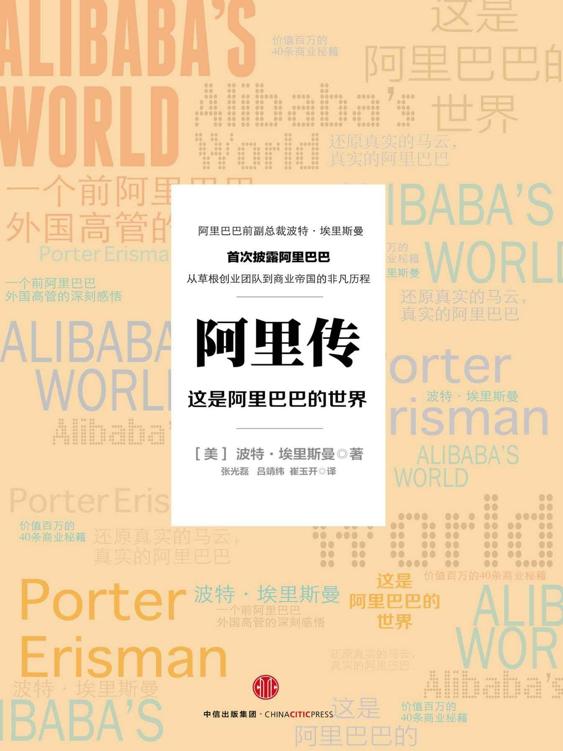 ALIBABA'S
WORLD
价值百万的
40条商业秘籍
这是
阿里巴巴的
世界
Alibaba's
World
还原真实的马云，
真实的阿里巴巴
一个前阿里巴巴
外国高管的
Porter Erisman
一个前阿里巴巴
外国高管的深刻感悟
IBABA'S
WORL
的
业秘籍
里斯曼
还原真实的马云，
真实的阿里巴巴
阿里巴巴前副总裁波特·埃里斯曼
首次披露阿里巴巴
从草根创业团队到商业帝国的非凡历程
阿里传
这是阿里巴巴的世界
[美] 波特·埃里斯曼◎著
张光磊 吕靖纬 崔玉开◎译
ALIBABA
WORL
Alibaba's
orter
波特·埃里斯曼
risman
ALIBABA'S
WORLD
Porter Eris
价值百万的
40条商业秘籍
还原真实的马云，
真实的阿里巴巴
World
Porter
Erisman
波特·埃里斯曼
一个前阿里巴巴
外国高管的深刻感悟
这是
阿里巴巴的
世界
价值百万的40条商业秘籍
ALIB
WOR
还原真实的马云，
真实的阿里巴巴
Alibaba's
波特·埃里斯曼
IBABA'S
中信出版集团·CHINACITICPRESS
这是
阿里巴巴的
价值百万的
40条商业秘籍